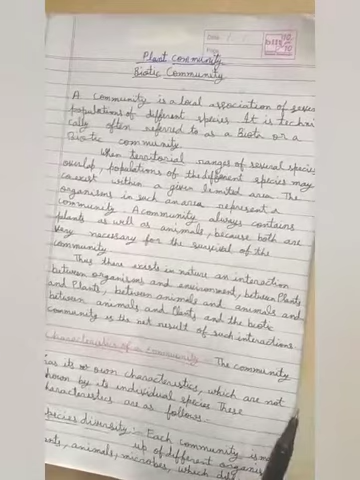 Date
Page
Plant Community
Biotic Community
A community is a local association of
populations of different species. It is techni
cally often referred to as a Biota or a
Biotic community.
When territorial ranges of several species
overlap, populations of the different species may
coexist within a given limited area. The
organisms in such an area represent a
community. A community always contains
plants as well as animals, because both are
very necessary for the survival of the
community.
Thus there exists in nature an interaction
between organisms and environment, between Plants
and Plants, between animals and animals and
between animals and Plants and the biotic
community is the net result of such interactions
Characteristics of a community :- The community
has its own characteristics, which are not
shown by its individual species. These
characteristics are as follows.
Species diversity :- Each community is
up of different
animals, microbes, which